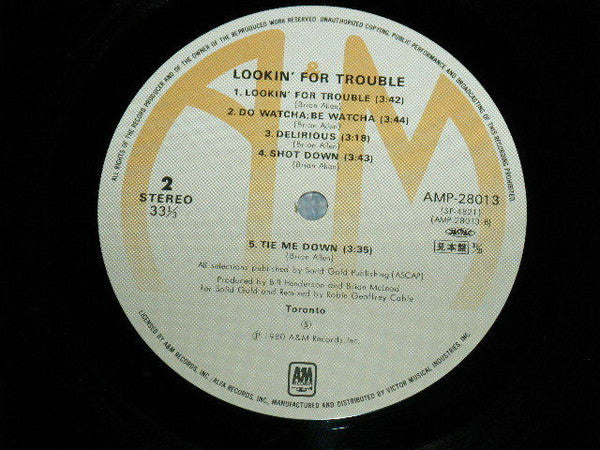 ALL RIGHTS OF THE RECORD PRODUCER AND OF THE OWNER OF THE REPRODUCED WORK RESERVED. UNAUTHORIZED COPYING, PUBLIC PERFORMANCE AND BROADCASTING OF THIS RECORDING PROHIBITED
A&M
LOOKIN' FOR TROUBLE
1. LOOKIN' FOR TROUBLE (3:42)
(Brian Allen)
2. DO WATCHA; BE WATCHA (3:44)
(Brian Allen)
3. DELIRIOUS (3:18)
(Brian Allen)
4. SHOT DOWN (3:43)
(Brian Allen)
2
STEREO
33⅓
AMP-28013
(SP-4821)
(AMP-28013-B)
見本盤
5. TIE ME DOWN (3:35)
(Brian Allen)
All selections published by Solid Gold Publishing (ASCAP)
Produced by Bill Henderson and Brian McLeod
For Solid Gold and Remixed by Robin Geoffrey Cable
Toronto
(S)
Ⓟ 1980 A&M Records, Inc.
A&M
RECORDS
LICENSED BY A&M RECORDS, INC./ALFA RECORDS, INC., MANUFACTURED AND DISTRIBUTED BY VICTOR MUSICAL INDUSTRIES, INC.